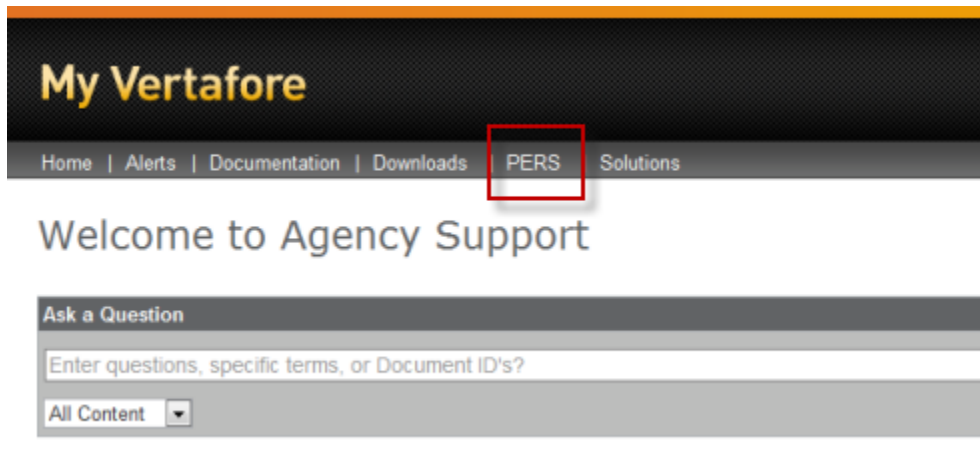 My Vertafore
Home | Alerts | Documentation | Downloads | PERS Solutions
Welcome to Agency Support
Ask a Question
Enter questions, specific terms, or Document ID's?
All Content